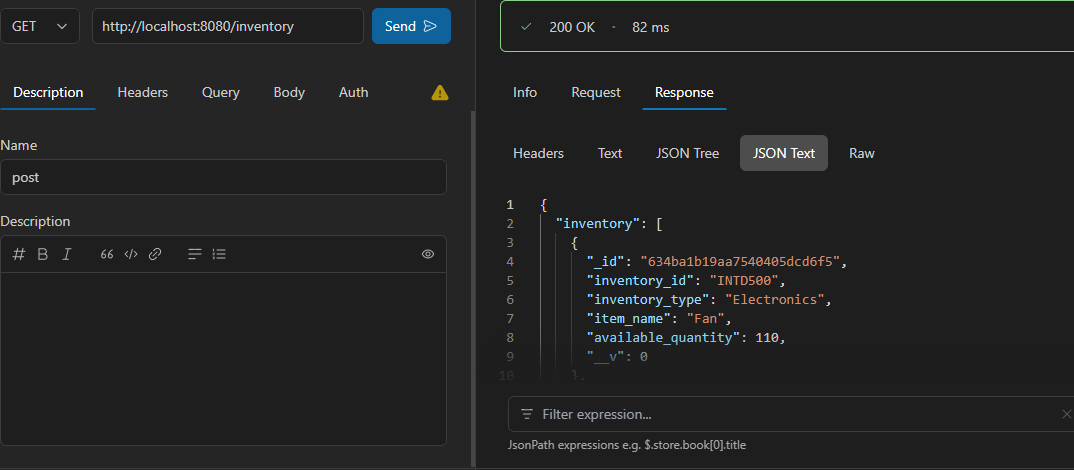 GET http://localhost:8080/inventory Send
Description Headers Query Body Auth
Name
post
Description
200 OK · 82 ms
Info Request Response
Headers Text JSON Tree JSON Text Raw
1 {
2 "inventory": [
3 {
4 "_id": "634ba1b19aa7540405dcd6f5",
5 "inventory_id": "INTD500",
6 "inventory_type": "Electronics",
7 "item_name": "Fan",
8 "available_quantity": 110,
9 "__v": 0
10 },
Filter expression...
JsonPath expressions e.g. $.store.book[0].title